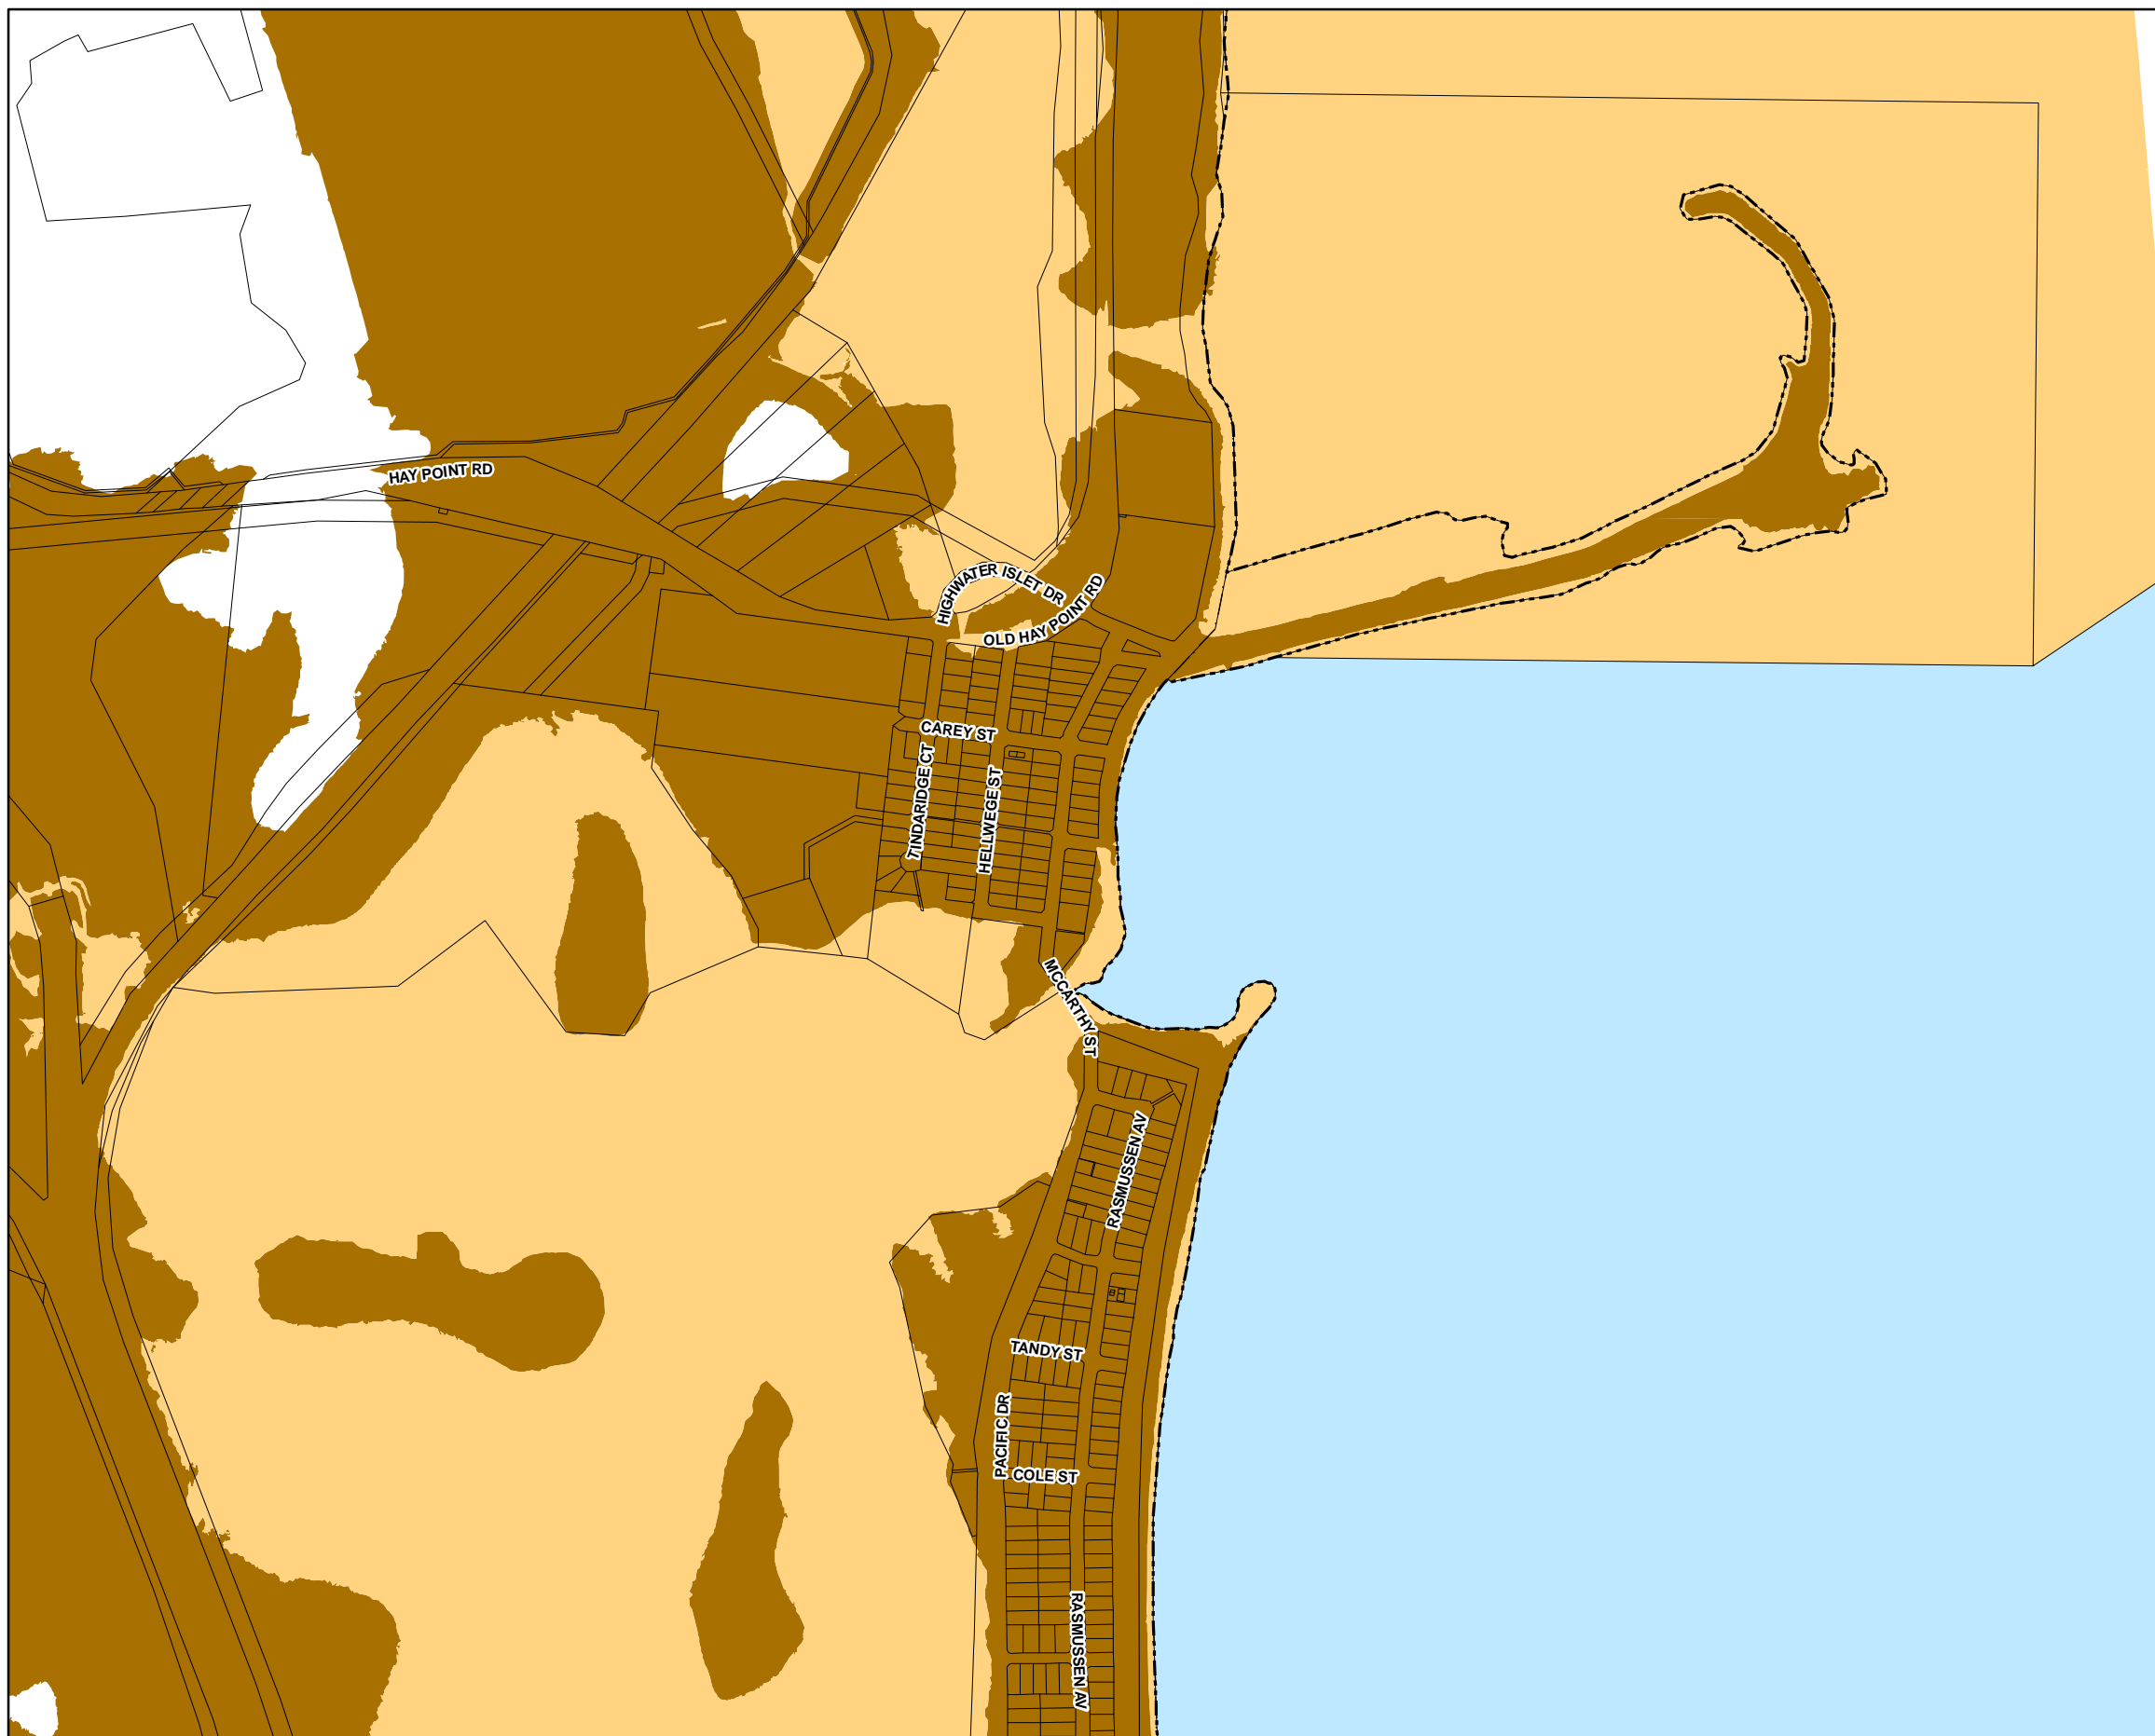 HAY POINT RD
HIGHWATER ISLET DR
OLD HAY POINT RD
CAREY ST
TINDARIDGE CT
HELLWEGE ST
MCCARTHY ST
RASMUSSEN AV
TANDY ST
PACIFIC DR
COLE ST
RASMUSSEN AV